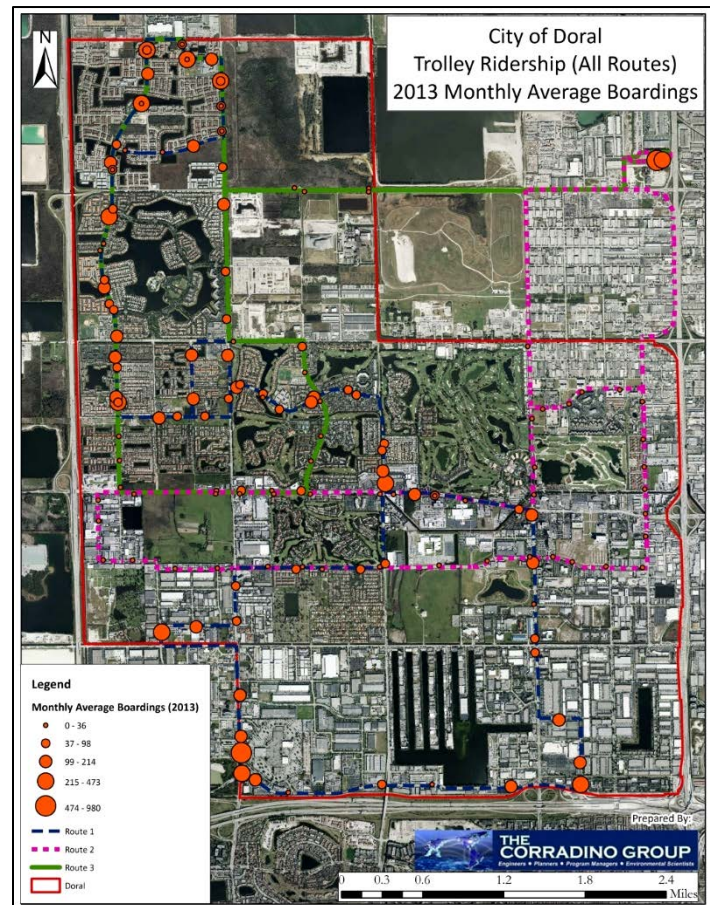 N
City of Doral
Trolley Ridership (All Routes)
2013 Monthly Average Boardings
Legend
Monthly Average Boardings (2013)
0 - 36
37 - 98
99 - 214
215 - 473
474 - 980
Route 1
Route 2
Route 3
Doral
Prepared By:
THE
CORRADINO GROUP
Engineers • Planners • Program Managers • Environmental Scientists
0 0.3 0.6 1.2 1.8 2.4
Miles